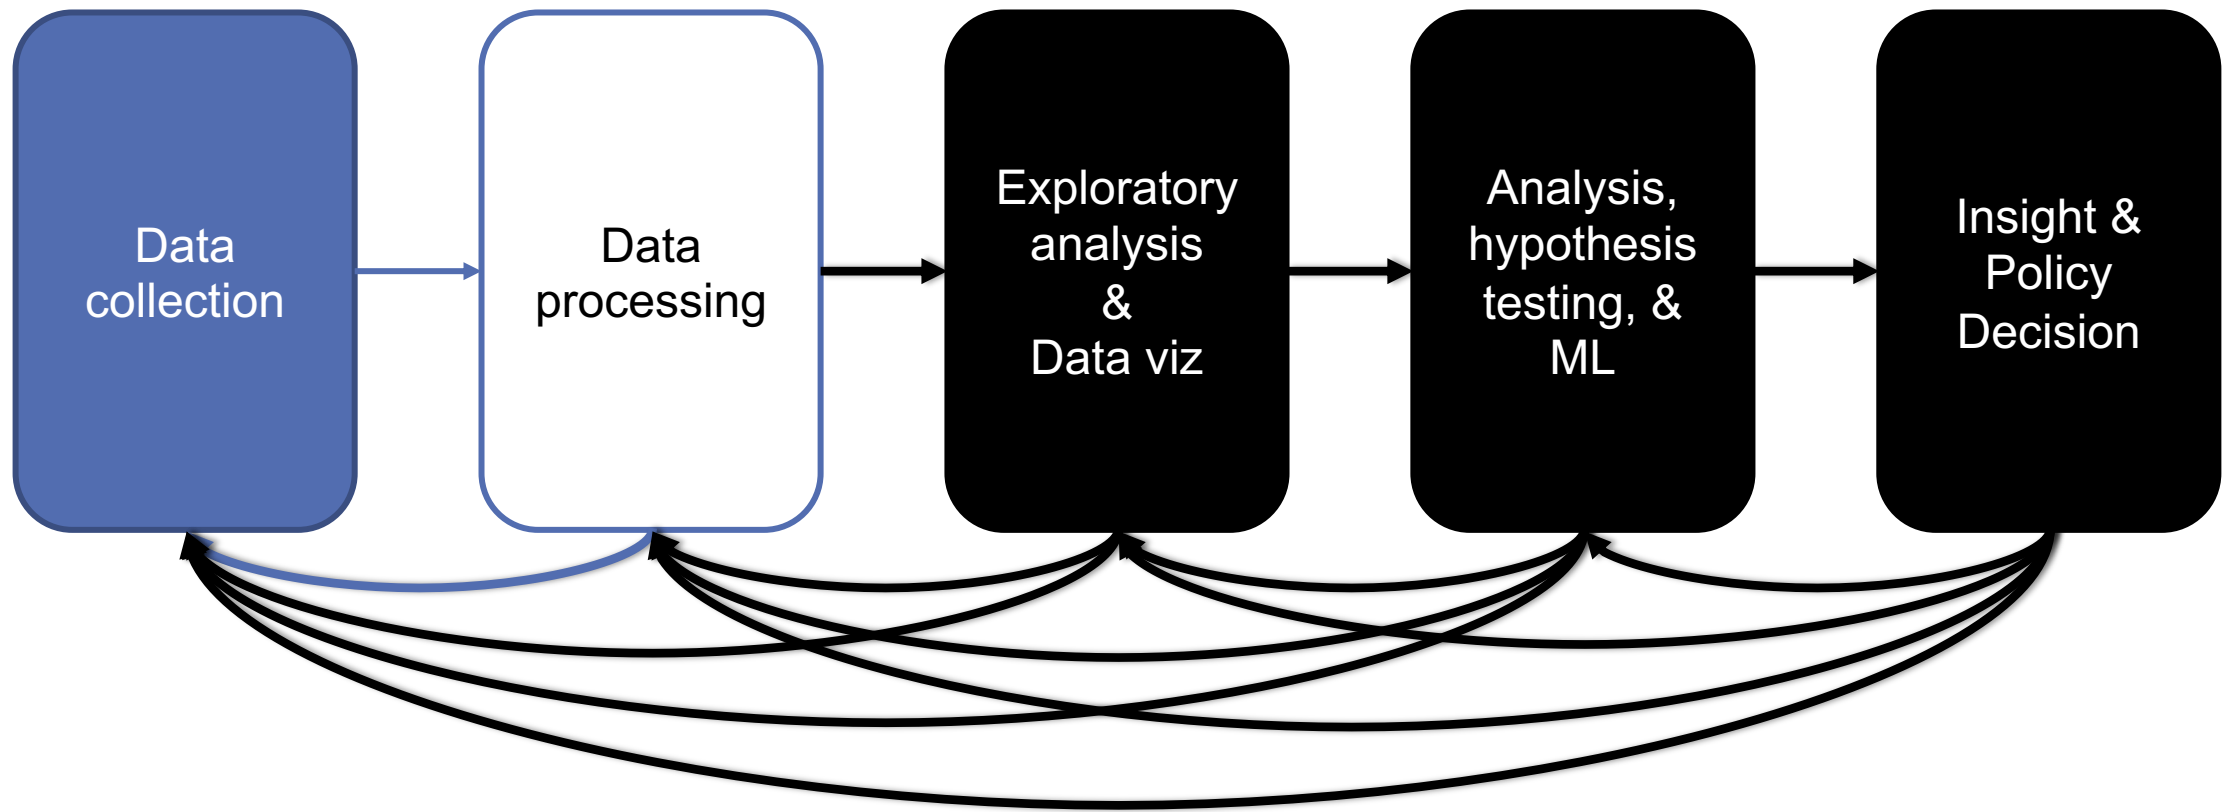 Data
collection
Data
processing
Exploratory
analysis
&
Data viz
Analysis,
hypothesis
testing, &
ML
Insight &
Policy
Decision